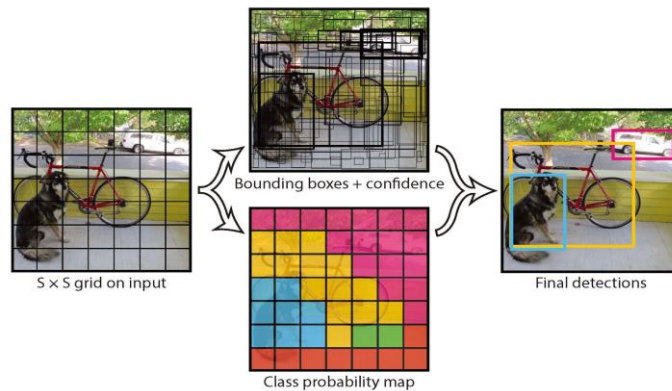 Bounding boxes + confidence
S × S grid on input
Final detections
Class probability map